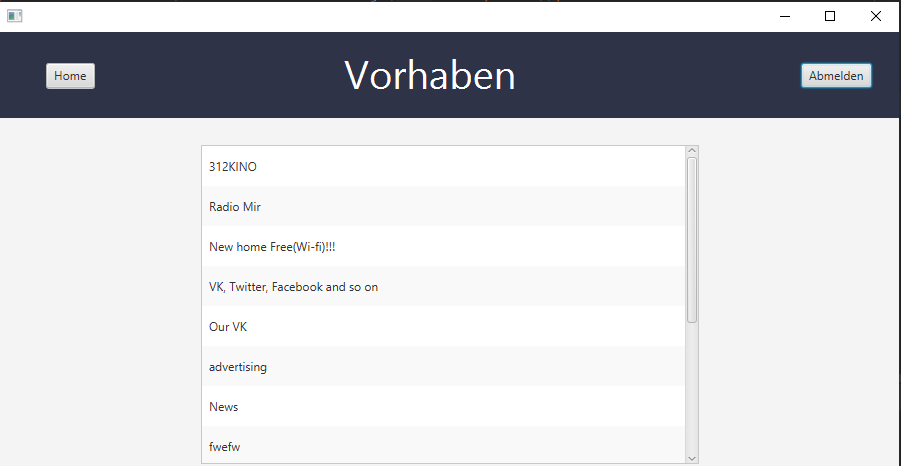 Home
Vorhaben
Abmelden
312KINO
Radio Mir
New home Free(Wi-fi)!!!
VK, Twitter, Facebook and so on
Our VK
advertising
News
fwefw